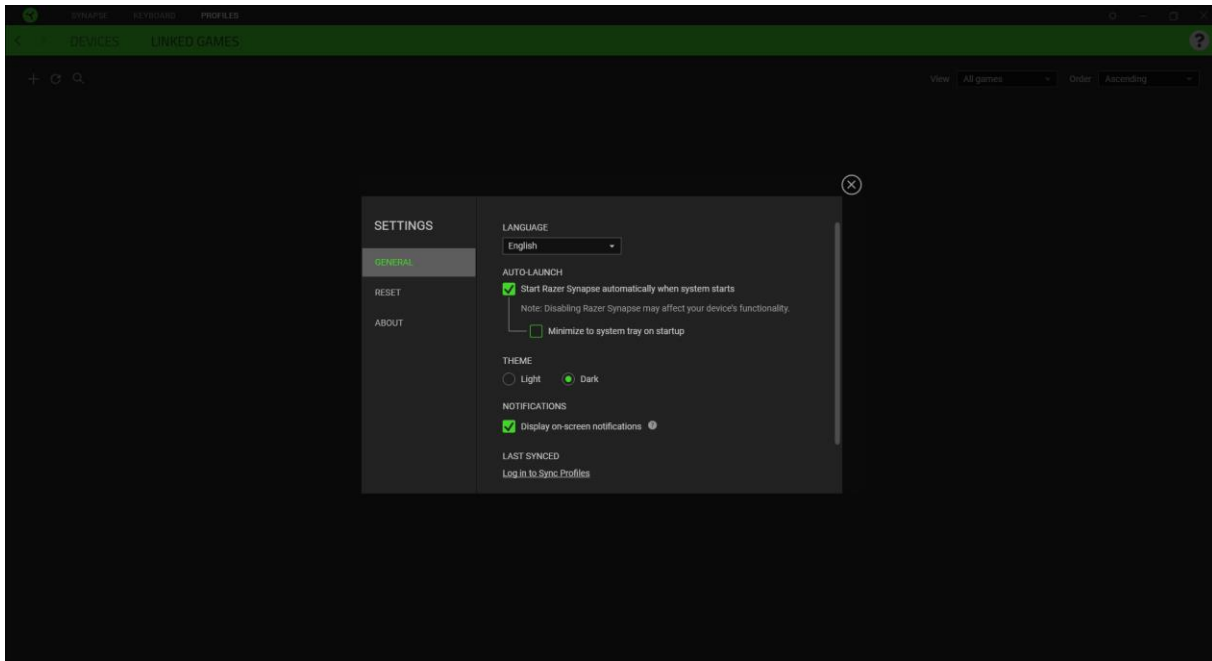 SYNAPSE KEYBOARD PROFILES
DEVICES LINKED GAMES
View All games Order Ascending
SETTINGS
GENERAL
RESET
ABOUT
LANGUAGE
English
AUTO-LAUNCH
Start Razer Synapse automatically when system starts
Note: Disabling Razer Synapse may affect your device's functionality.
Minimize to system tray on startup
THEME
Light Dark
NOTIFICATIONS
Display on-screen notifications
LAST SYNCED
Log in to Sync Profiles